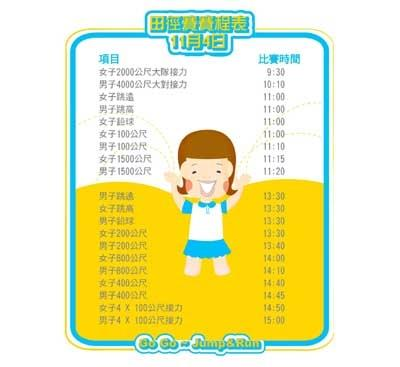 田徑賽賽程表
11月4日
項目 比賽時間
女子2000公尺大隊接力 9:30
男子4000公尺大對接力 10:10
女子跳遠 11:00
男子跳高 11:00
女子鉛球 11:00
女子100公尺 11:00
男子100公尺 11:10
女子1500公尺 11:15
男子1500公尺 11:20
男子跳遠 13:30
女子跳高 13:30
男子鉛球 13:30
女子200公尺 13:30
男子200公尺 13:40
女子800公尺 14:00
男子800公尺 14:10
女子400公尺 14:40
男子400公尺 14:45
女子4 X 100公尺接力 14:50
男子4 X 100公尺接力 15:00
Go Go ~ Jump&Run